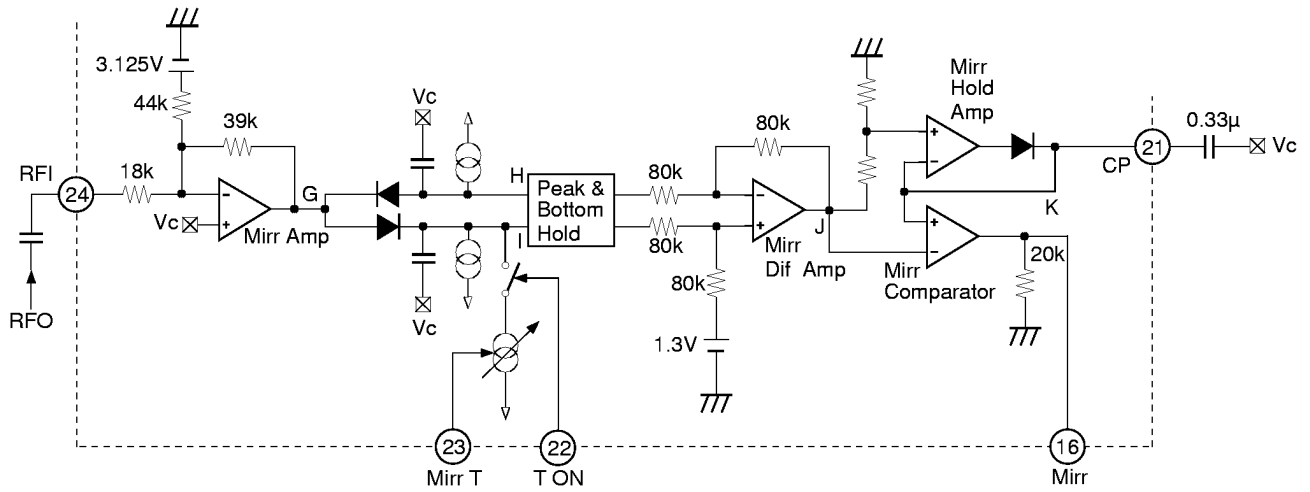 3.125V
44k
39k
RFI
24
18k
Vc
Mirr Amp
RFO
G
Vc
Vc
H
I
Peak &
Bottom
Hold
80k
80k
80k
80k
1.3V
Mirr
Dif Amp
J
Mirr
Hold
Amp
Mirr
Comparator
K
20k
CP
21
0.33μ
Vc
23
Mirr T
22
T ON
16
Mirr